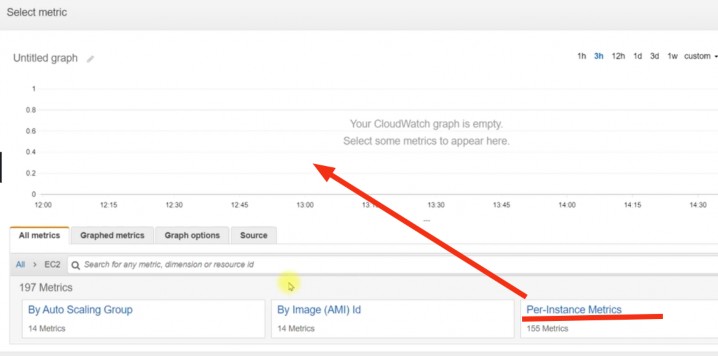 Select metric
Untitled graph
1h 3h 12h 1d 3d 1w custom
1
0.8
Your CloudWatch graph is empty.
0.6
Select some metrics to appear here.
0.4
0.2
0
12:00 12:15 12:30 12:45 13:00 13:30 13:45 14:00 14:15 14:30
All metrics Graphed metrics Graph options Source
All > EC2 Search for any metric, dimension or resource id
197 Metrics
By Auto Scaling Group By Image (AMI) Id Per-Instance Metrics
14 Metrics 14 Metrics 155 Metrics